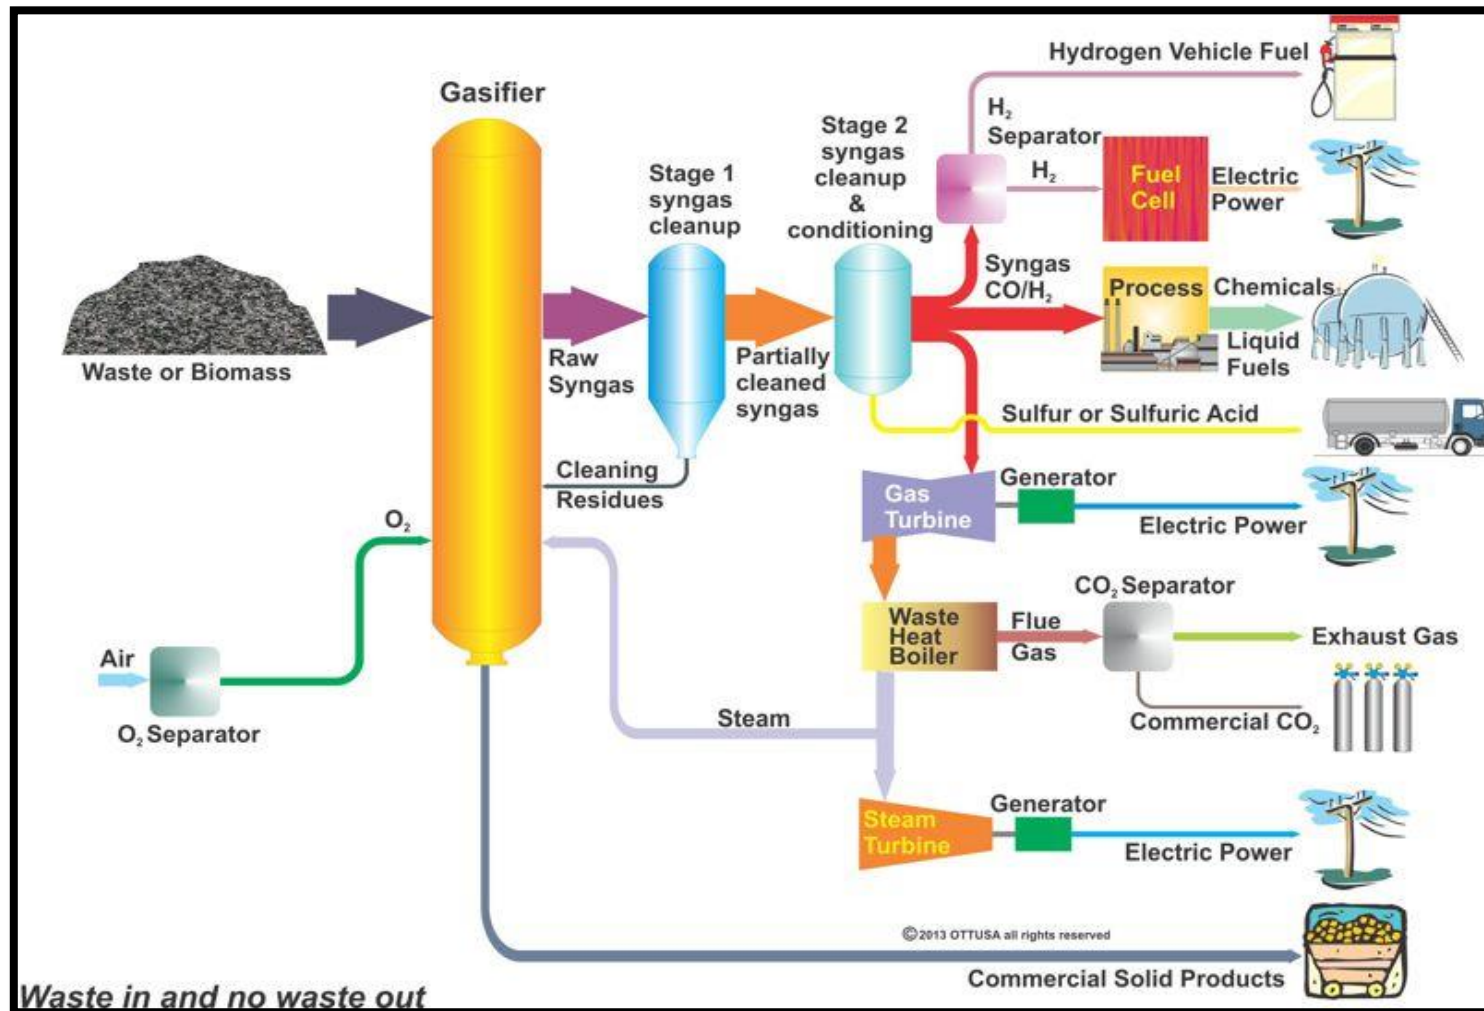 Hydrogen Vehicle Fuel
Gasifier
H₂
Separator
H₂
Fuel
Cell
Electric
Power
Stage 2
syngas
cleanup
&
conditioning
Stage 1
syngas
cleanup
Syngas
CO/H₂
Process
Chemicals
Liquid
Fuels
Waste or Biomass
Raw
Syngas
Partially
cleaned
syngas
Sulfur or Sulfuric Acid
Cleaning
Residues
Gas
Turbine
Generator
Electric Power
O₂
Air
O₂ Separator
Waste
Heat
Boiler
Flue
Gas
CO₂ Separator
Exhaust Gas
Commercial CO₂
Steam
Steam
Turbine
Generator
Electric Power
©2013 OTTUSA all rights reserved
Commercial Solid Products
Waste in and no waste out